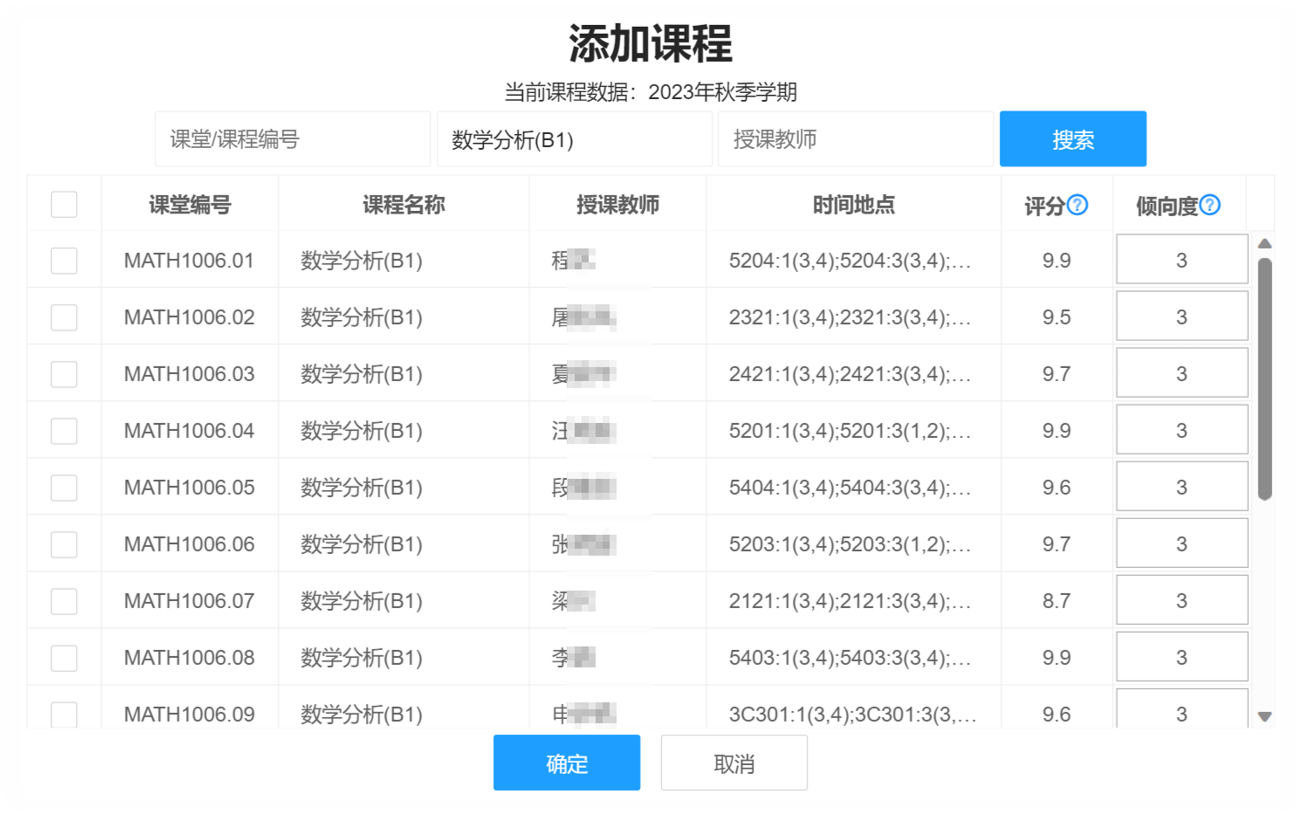 添加课程
当前课程数据：2023年秋季学期
课堂/课程编号 数学分析(B1) 授课教师 搜索
课堂编号 课程名称 授课教师 时间地点 评分? 倾向度?
MATH1006.01 数学分析(B1) 程 5204:1(3,4);5204:3(3,4);... 9.9 3
MATH1006.02 数学分析(B1) 屠 2321:1(3,4);2321:3(3,4);... 9.5 3
MATH1006.03 数学分析(B1) 夏 2421:1(3,4);2421:3(3,4);... 9.7 3
MATH1006.04 数学分析(B1) 汪 5201:1(3,4);5201:3(1,2);... 9.9 3
MATH1006.05 数学分析(B1) 段 5404:1(3,4);5404:3(3,4);... 9.6 3
MATH1006.06 数学分析(B1) 张 5203:1(3,4);5203:3(1,2);... 9.7 3
MATH1006.07 数学分析(B1) 梁 2121:1(3,4);2121:3(3,4);... 8.7 3
MATH1006.08 数学分析(B1) 李 5403:1(3,4);5403:3(3,4);... 9.9 3
MATH1006.09 数学分析(B1) 申 3C301:1(3,4);3C301:3(3,... 9.6 3
确定 取消